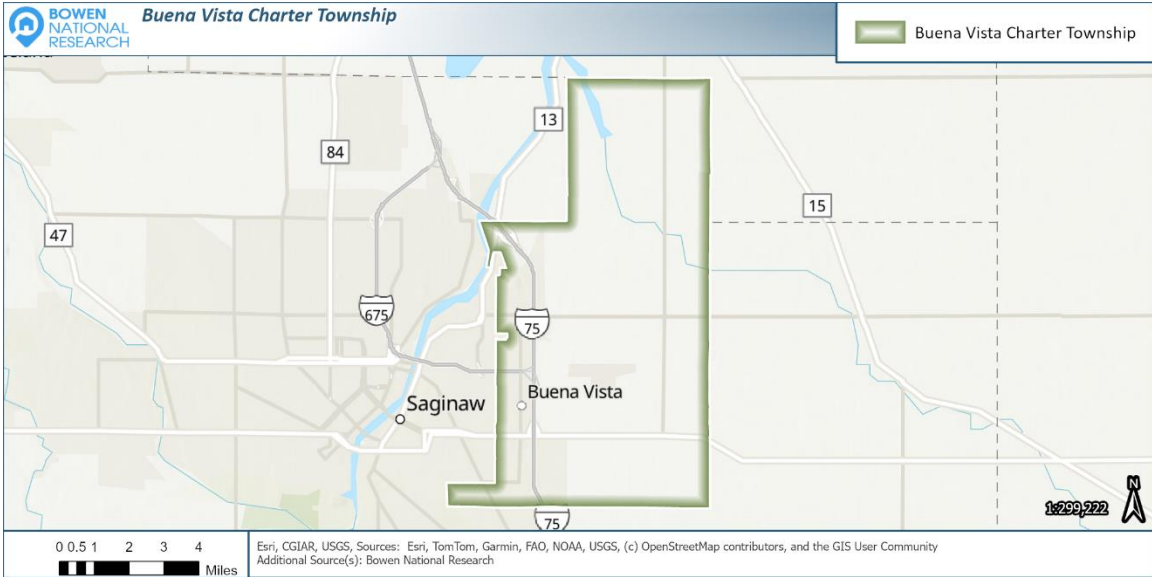 BOWEN
NATIONAL
RESEARCH
Buena Vista Charter Township
Buena Vista Charter Township
13
84
47
15
675
75
Buena Vista
Saginaw
75
N
1:299,222
0 0.5 1 2 3 4
Miles
Esri, CGIAR, USGS, Sources: Esri, TomTom, Garmin, FAO, NOAA, USGS, (c) OpenStreetMap contributors, and the GIS User Community
Additional Source(s): Bowen National Research